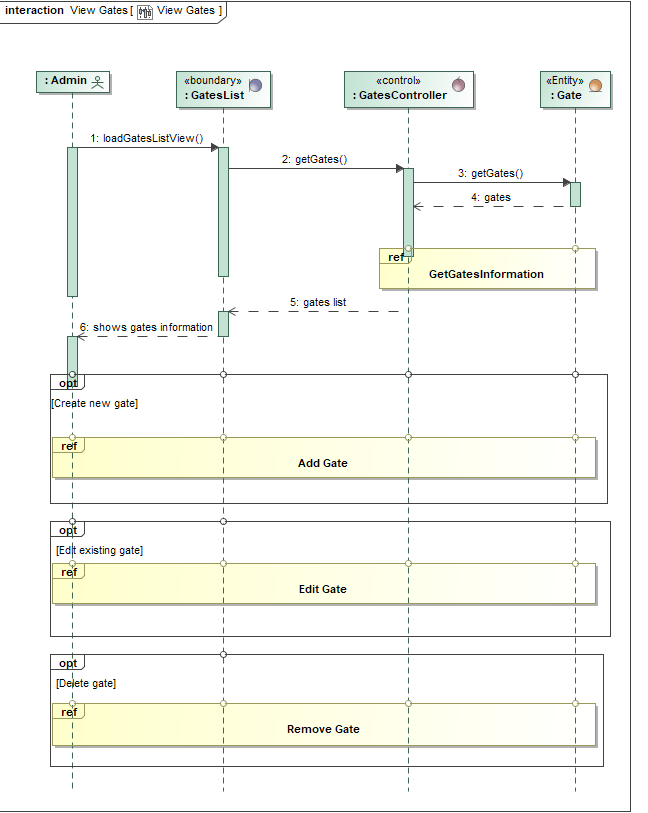 interaction View Gates [ View Gates ]
: Admin
«boundary»
: GatesList
«control»
: GatesController
«Entity»
: Gate
1: loadGatesListView()
2: getGates()
3: getGates()
4: gates
ref
GetGatesInformation
5: gates list
6: shows gates information
opt
[Create new gate]
ref
Add Gate
opt
[Edit existing gate]
ref
Edit Gate
opt
[Delete gate]
ref
Remove Gate